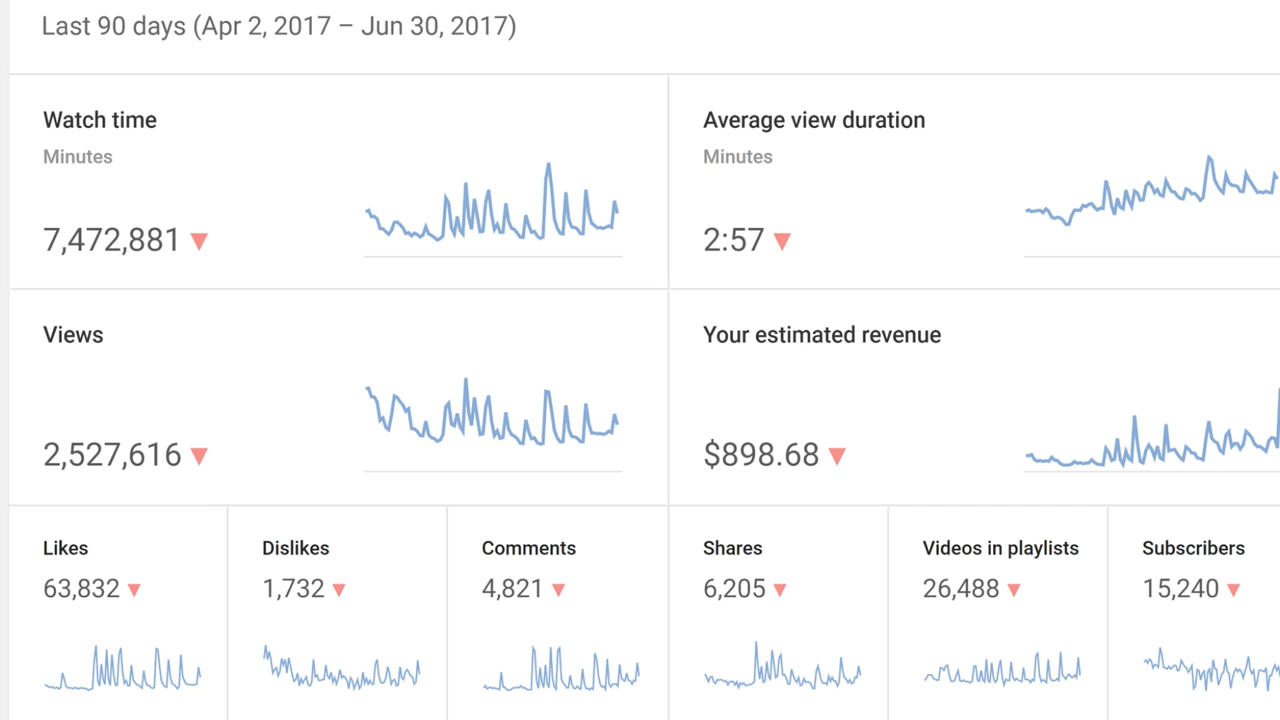 Last 90 days (Apr 2, 2017 – Jun 30, 2017)
Watch time
Minutes
7,472,881
Average view duration
Minutes
2:57
Views
2,527,616
Your estimated revenue
$898.68
Likes
63,832
Dislikes
1,732
Comments
4,821
Shares
6,205
Videos in playlists
26,488
Subscribers
15,240